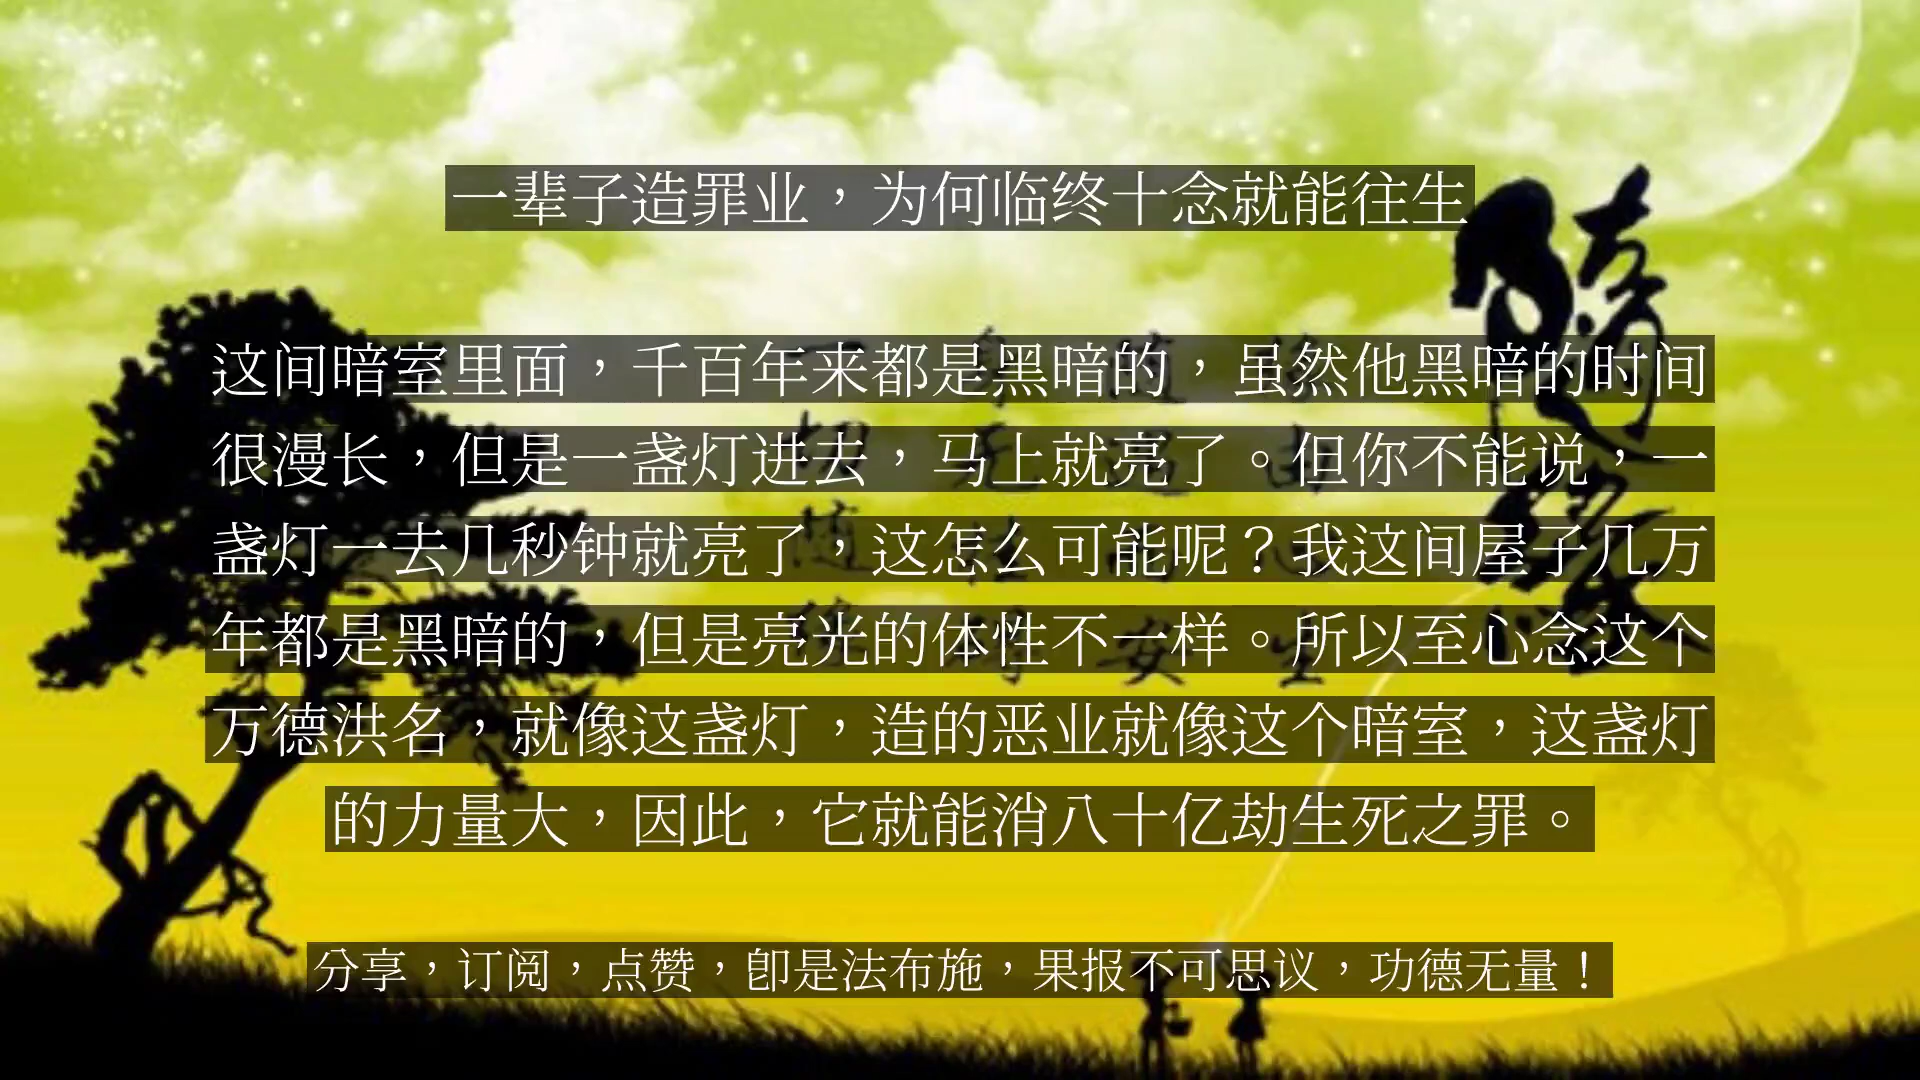 一辈子造罪业，为何临终十念就能往生
这间暗室里面，千百年来都是黑暗的，虽然他黑暗的时间
很漫长，但是一盏灯进去，马上就亮了。但你不能说，一
盏灯一去几秒钟就亮了，这怎么可能呢？我这间屋子几万
年都是黑暗的，但是亮光的体性不一样。所以至心念这个
万德洪名，就像这盏灯，造的恶业就像这个暗室，这盏灯
的力量大，因此，它就能消八十亿劫生死之罪。
分享，订阅，点赞，即是法布施，果报不可思议，功德无量！